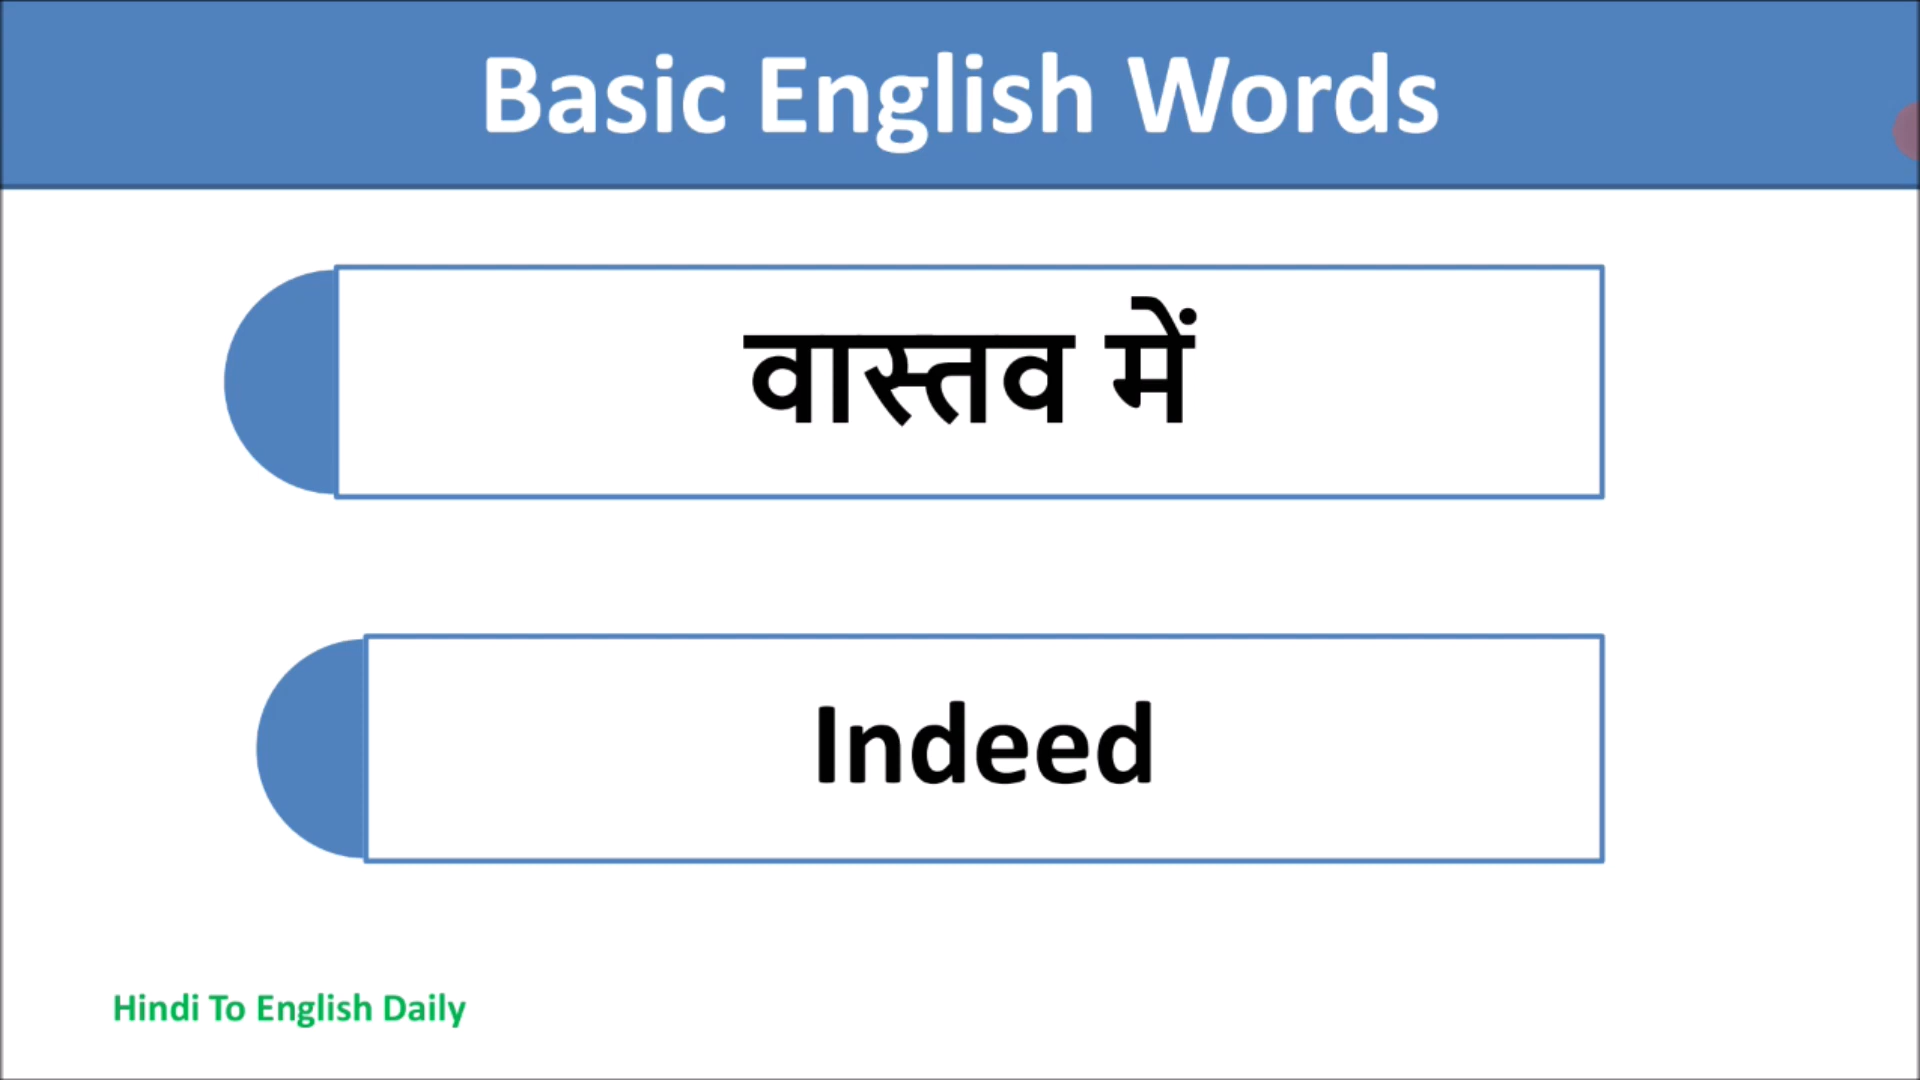 Basic English Words
वास्तव में
Indeed
Hindi To English Daily